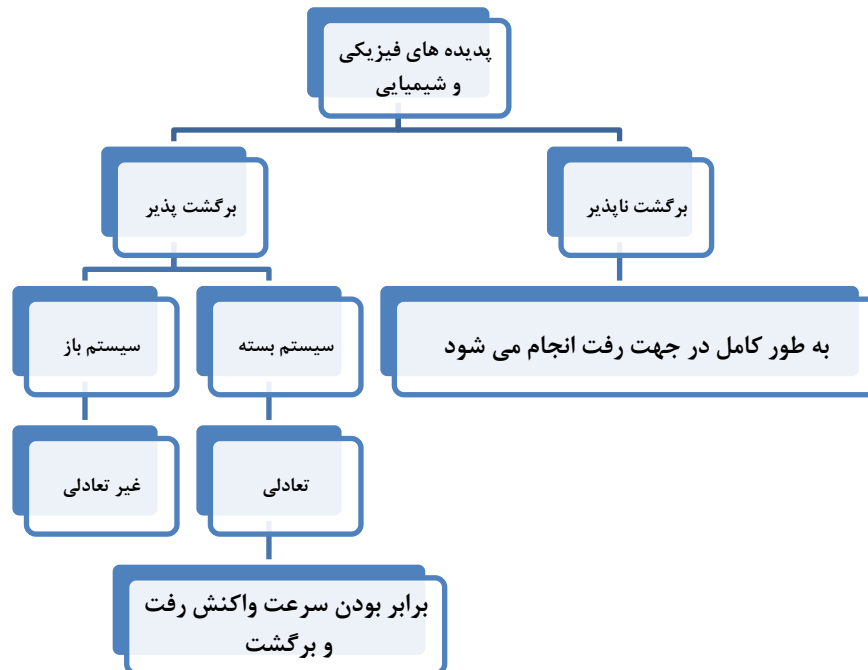 پدیده های فیزیکی
و شیمیایی
برگشت ناپذیر
برگشت پذیر
به طور کامل در جهت رفت انجام می شود
سیستم بسته
سیستم باز
تعادلی
غیر تعادلی
برابر بودن سرعت واکنش رفت
و برگشت